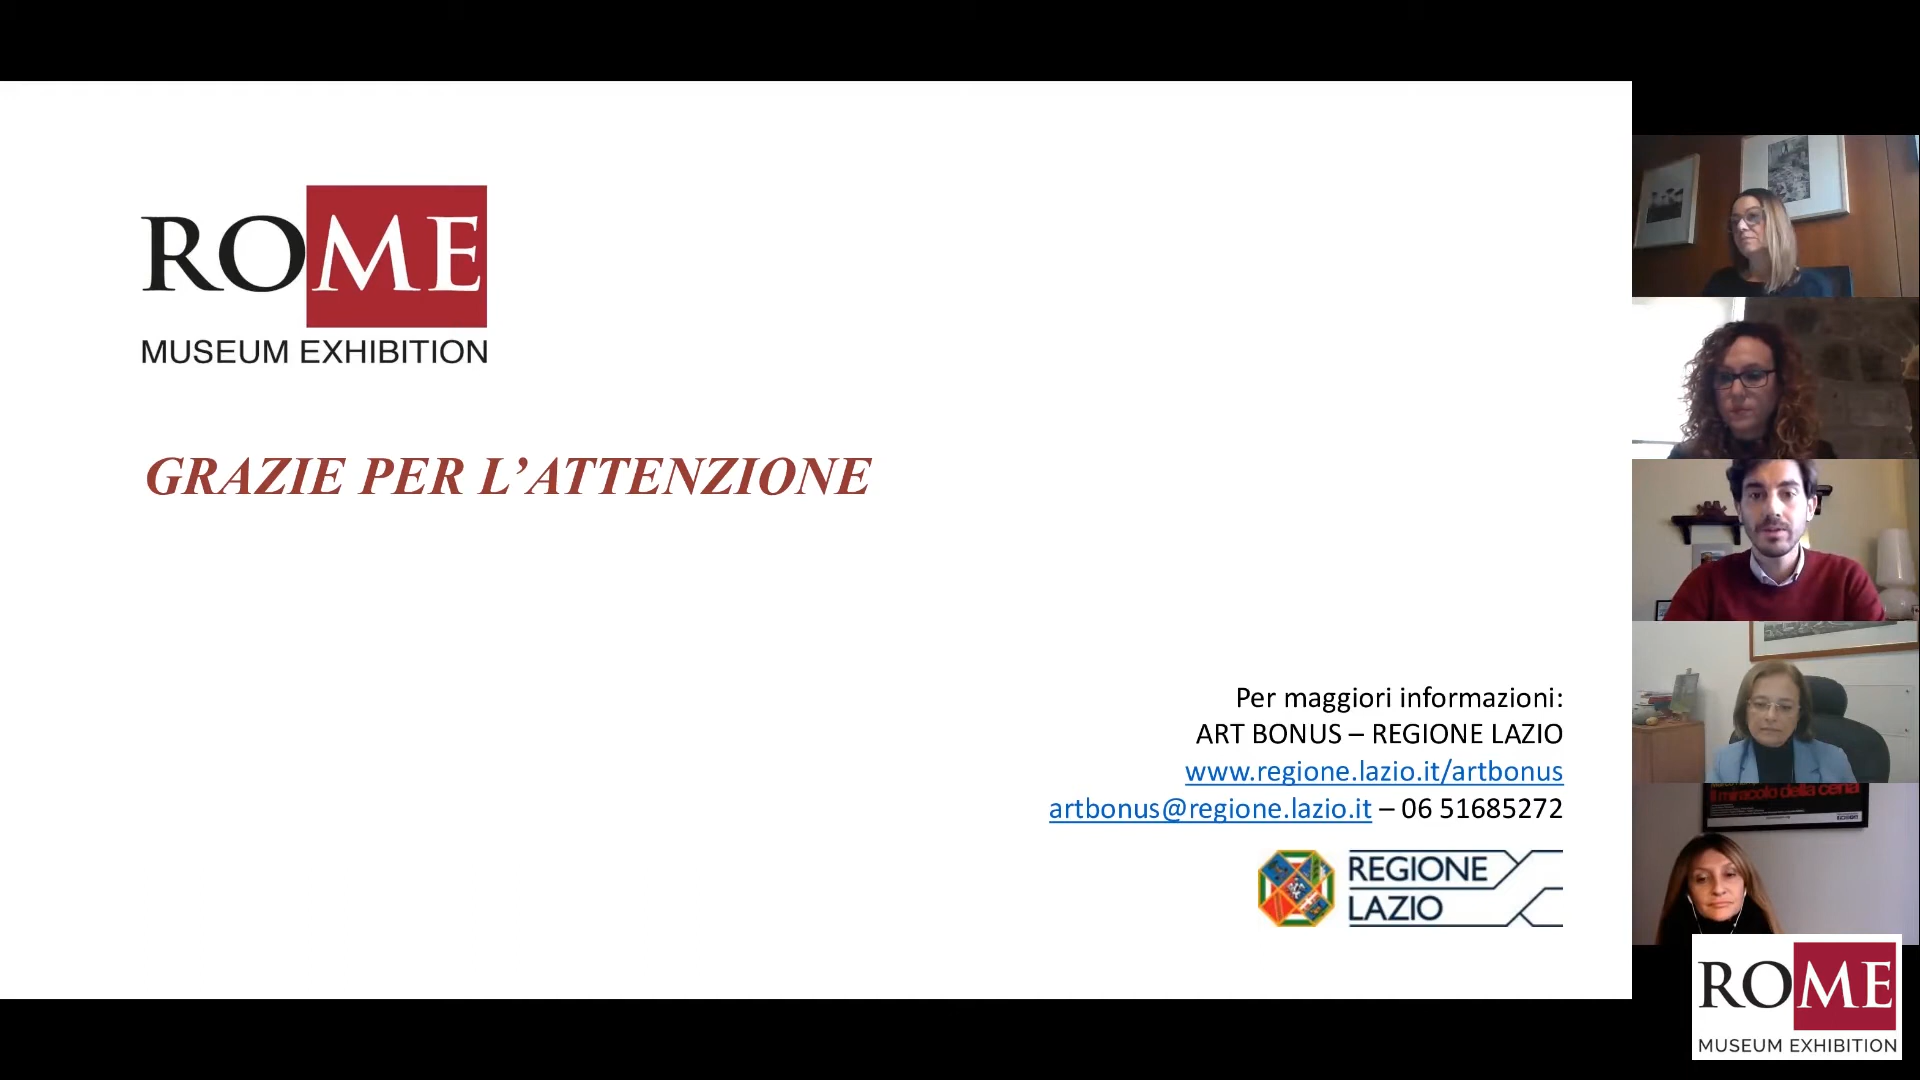 ROME
MUSEUM EXHIBITION
GRAZIE PER L’ATTENZIONE
Per maggiori informazioni:
ART BONUS – REGIONE LAZIO
www.regione.lazio.it/artbonus
artbonus@regione.lazio.it – 06 51685272
REGIONE
LAZIO
il miracolo della cena
ROME
MUSEUM EXHIBITION